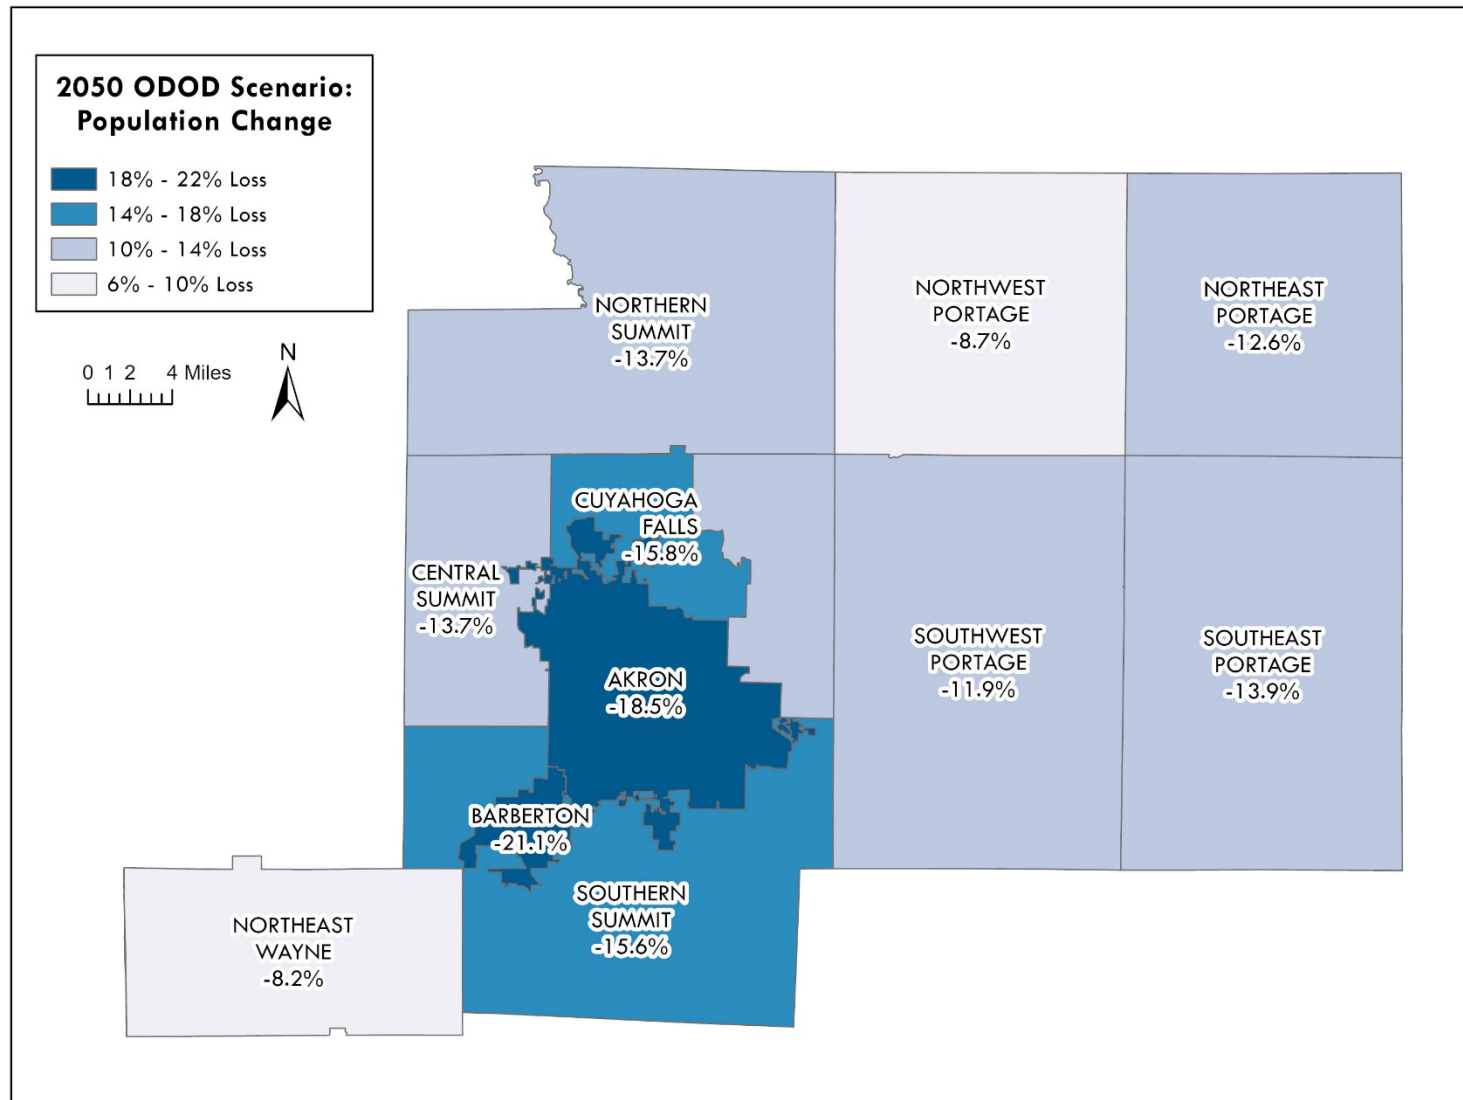 2050 ODOD Scenario:
Population Change
18% - 22% Loss
14% - 18% Loss
10% - 14% Loss
6% - 10% Loss
0 1 2 4 Miles
N
NORTHERN
SUMMIT
-13.7%
NORTHWEST
PORTAGE
-8.7%
NORTHEAST
PORTAGE
-12.6%
CUYAHOGA
FALLS
-15.8%
CENTRAL
SUMMIT
-13.7%
AKRON
-18.5%
SOUTHWEST
PORTAGE
-11.9%
SOUTHEAST
PORTAGE
-13.9%
BARBERTON
-21.1%
SOUTHERN
SUMMIT
-15.6%
NORTHEAST
WAYNE
-8.2%